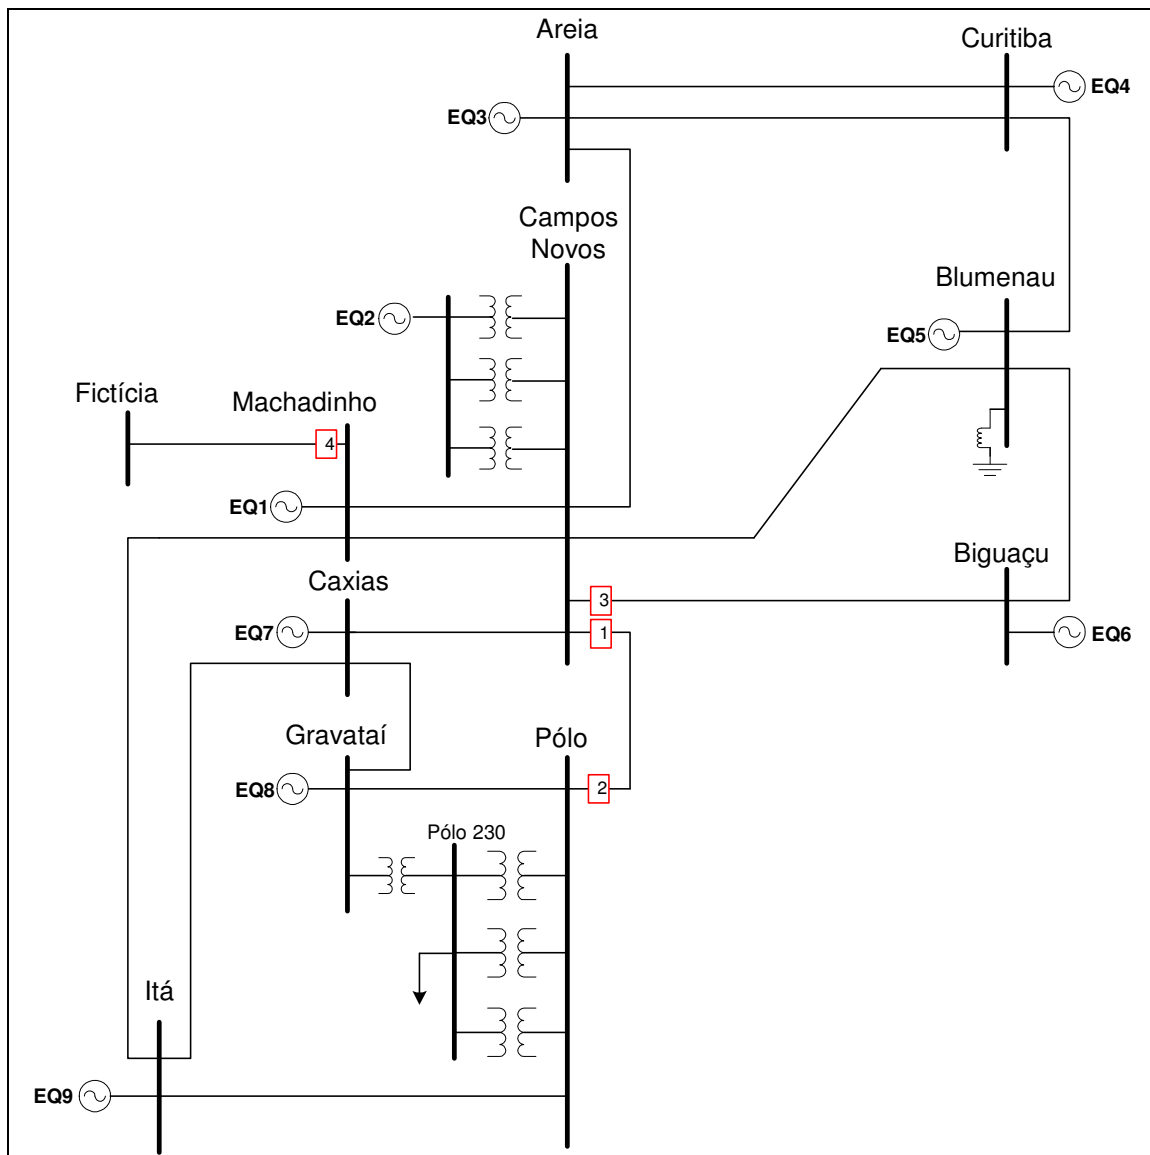 Areia
Curitiba
EQ4
EQ3
Campos
Novos
Blumenau
EQ2
EQ5
Fictícia
Machadinho
4
EQ1
Biguaçu
Caxias
3
EQ7
1
EQ6
Gravataí
Pólo
EQ8
2
Pólo 230
Itá
EQ9